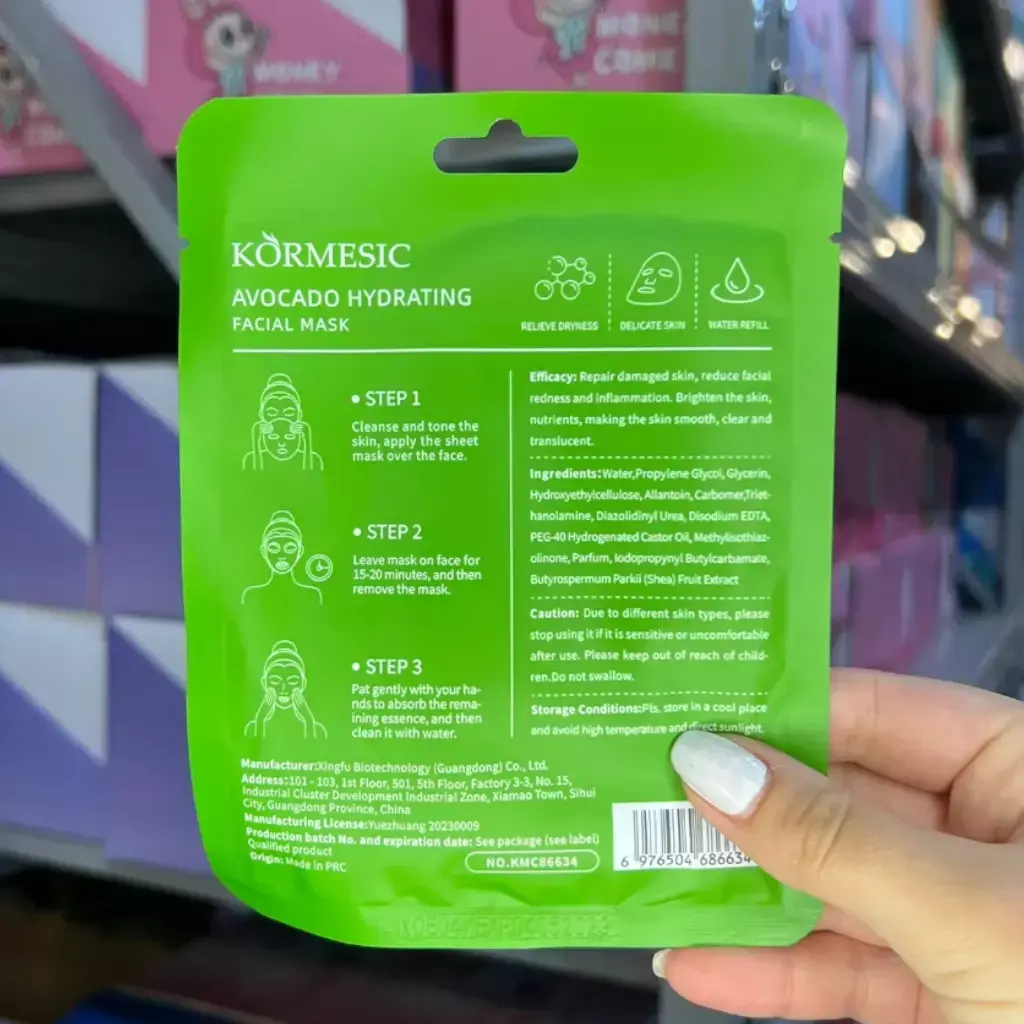 MONEY
MONE
COME
KORMESIC
AVOCADO HYDRATING
FACIAL MASK
RELIEVE DRYNESS
DELICATE SKIN
WATER REFILL
• STEP 1
Cleanse and tone the
skin, apply the sheet
mask over the face.
• STEP 2
Leave mask on face for
15-20 minutes, and then
remove the mask.
• STEP 3
Pat gently with your ha-
nds to absorb the rema-
ining essence, and then
clean it with water.
Efficacy: Repair damaged skin, reduce facial
redness and inflammation. Brighten the skin,
nutrients, making the skin smooth, clear and
translucent.
Ingredients:Water,Propylene Glycol, Glycerin,
Hydroxyethylcellulose, Allantoin, Carbomer,Triet-
hanolamine, Diazolidinyl Urea, Disodium EDTA,
PEG-40 Hydrogenated Castor Oil, Methylisothiaz-
olinone, Parfum, Iodopropynyl Butylcarbamate,
Butyrospermum Parkii (Shea) Fruit Extract
Caution: Due to different skin types, please
stop using it if it is sensitive or uncomfortable
after use. Please keep out of reach of child-
ren.Do not swallow.
Storage Conditions:Pls. store in a cool place
and avoid high temperature and direct sunlight.
Manufacturer:Xingfu Biotechnology (Guangdong) Co., Ltd.
Address:101 - 103, 1st Floor, 501, 5th Floor, Factory 3-3, No. 15,
Industrial Cluster Development Industrial Zone, Xiamao Town, Sihui
City, Guangdong Province, China
Manufacturing License:Yuezhuang 20230009
Production batch No. and expiration date: See package (see label)
Qualified product
Origin: Made in PRC
NO.KMC86634
6 976504 686634